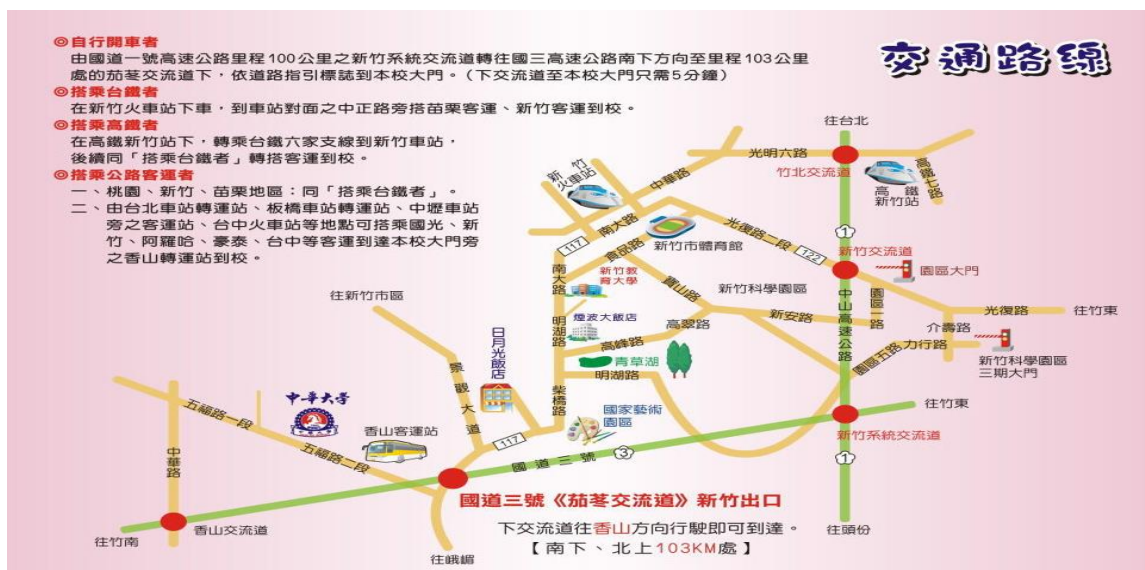 交通路線
◎自行開車者
由國道一號高速公路里程100公里之新竹系統交流道轉往國三高速公路南下方向至里程103公里
處的茄苳交流道下，依道路指引標誌到本校大門。(下交流道至本校大門只需5分鐘)
◎搭乘台鐵者
在新竹火車站下車，到車站對面之中正路旁搭苗栗客運、新竹客運到校。
◎搭乘高鐵者
在高鐵新竹站下，轉乘台鐵六家支線到新竹車站，
後續同「搭乘台鐵者」轉搭客運到校。
◎搭乘公路客運者
一、桃園、新竹、苗栗地區：同「搭乘台鐵者」。
二、由台北車站轉運站、板橋車站轉運站、中壢車站
旁之客運站、台中火車站等地點可搭乘國光、新
竹、阿羅哈、豪泰、台中等客運到達本校大門旁
之香山轉運站到校。
往台北
光明六路
竹北交流道
高鐵七路
高鐵
新竹站
新竹
火車站
中華路
南大路
117
食品路
新竹市體育館
光復路二段
122
1
新竹交流道
園區大門
南大路
新竹教
育大學
寶山路
新竹科學園區
中山高速公路
園區一路
往新竹市區
明湖路
煙波大飯店
高翠路
新安路
光復路
往竹東
介壽路
日月光飯店
高峰路
園區五路
力行路
新竹科學園區
三期大門
青草湖
景觀大道
明湖路
柴橋路
五福路一段
中華大學
國家藝術
園區
往竹東
香山客運站
117
新竹系統交流道
中華路
五福路二段
國道三號
3
1
國道三號《茄苳交流道》新竹出口
香山交流道
下交流道往香山方向行駛即可到達。
往頭份
往竹南
【南下、北上103KM處】
往峨嵋